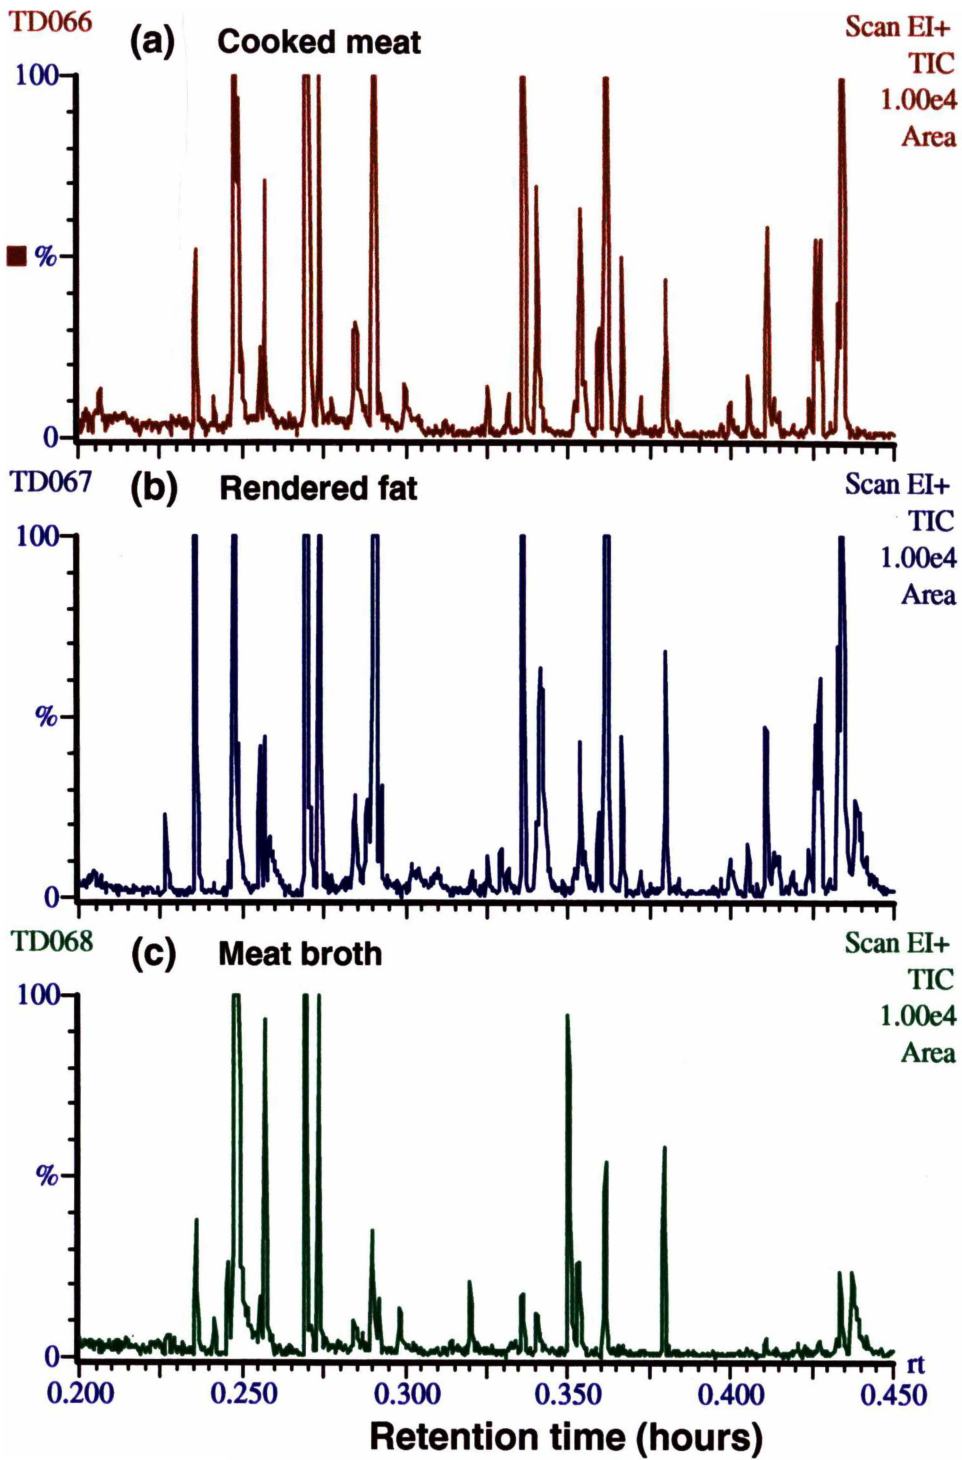 TD066 (a) Cooked meat Scan EI+
TIC
1.00e4
Area
100
%
0
TD067 (b) Rendered fat Scan EI+
TIC
1.00e4
Area
100
%
0
TD068 (c) Meat broth Scan EI+
TIC
1.00e4
Area
100
%
0
rt
0.200 0.250 0.300 0.350 0.400 0.450
Retention time (hours)